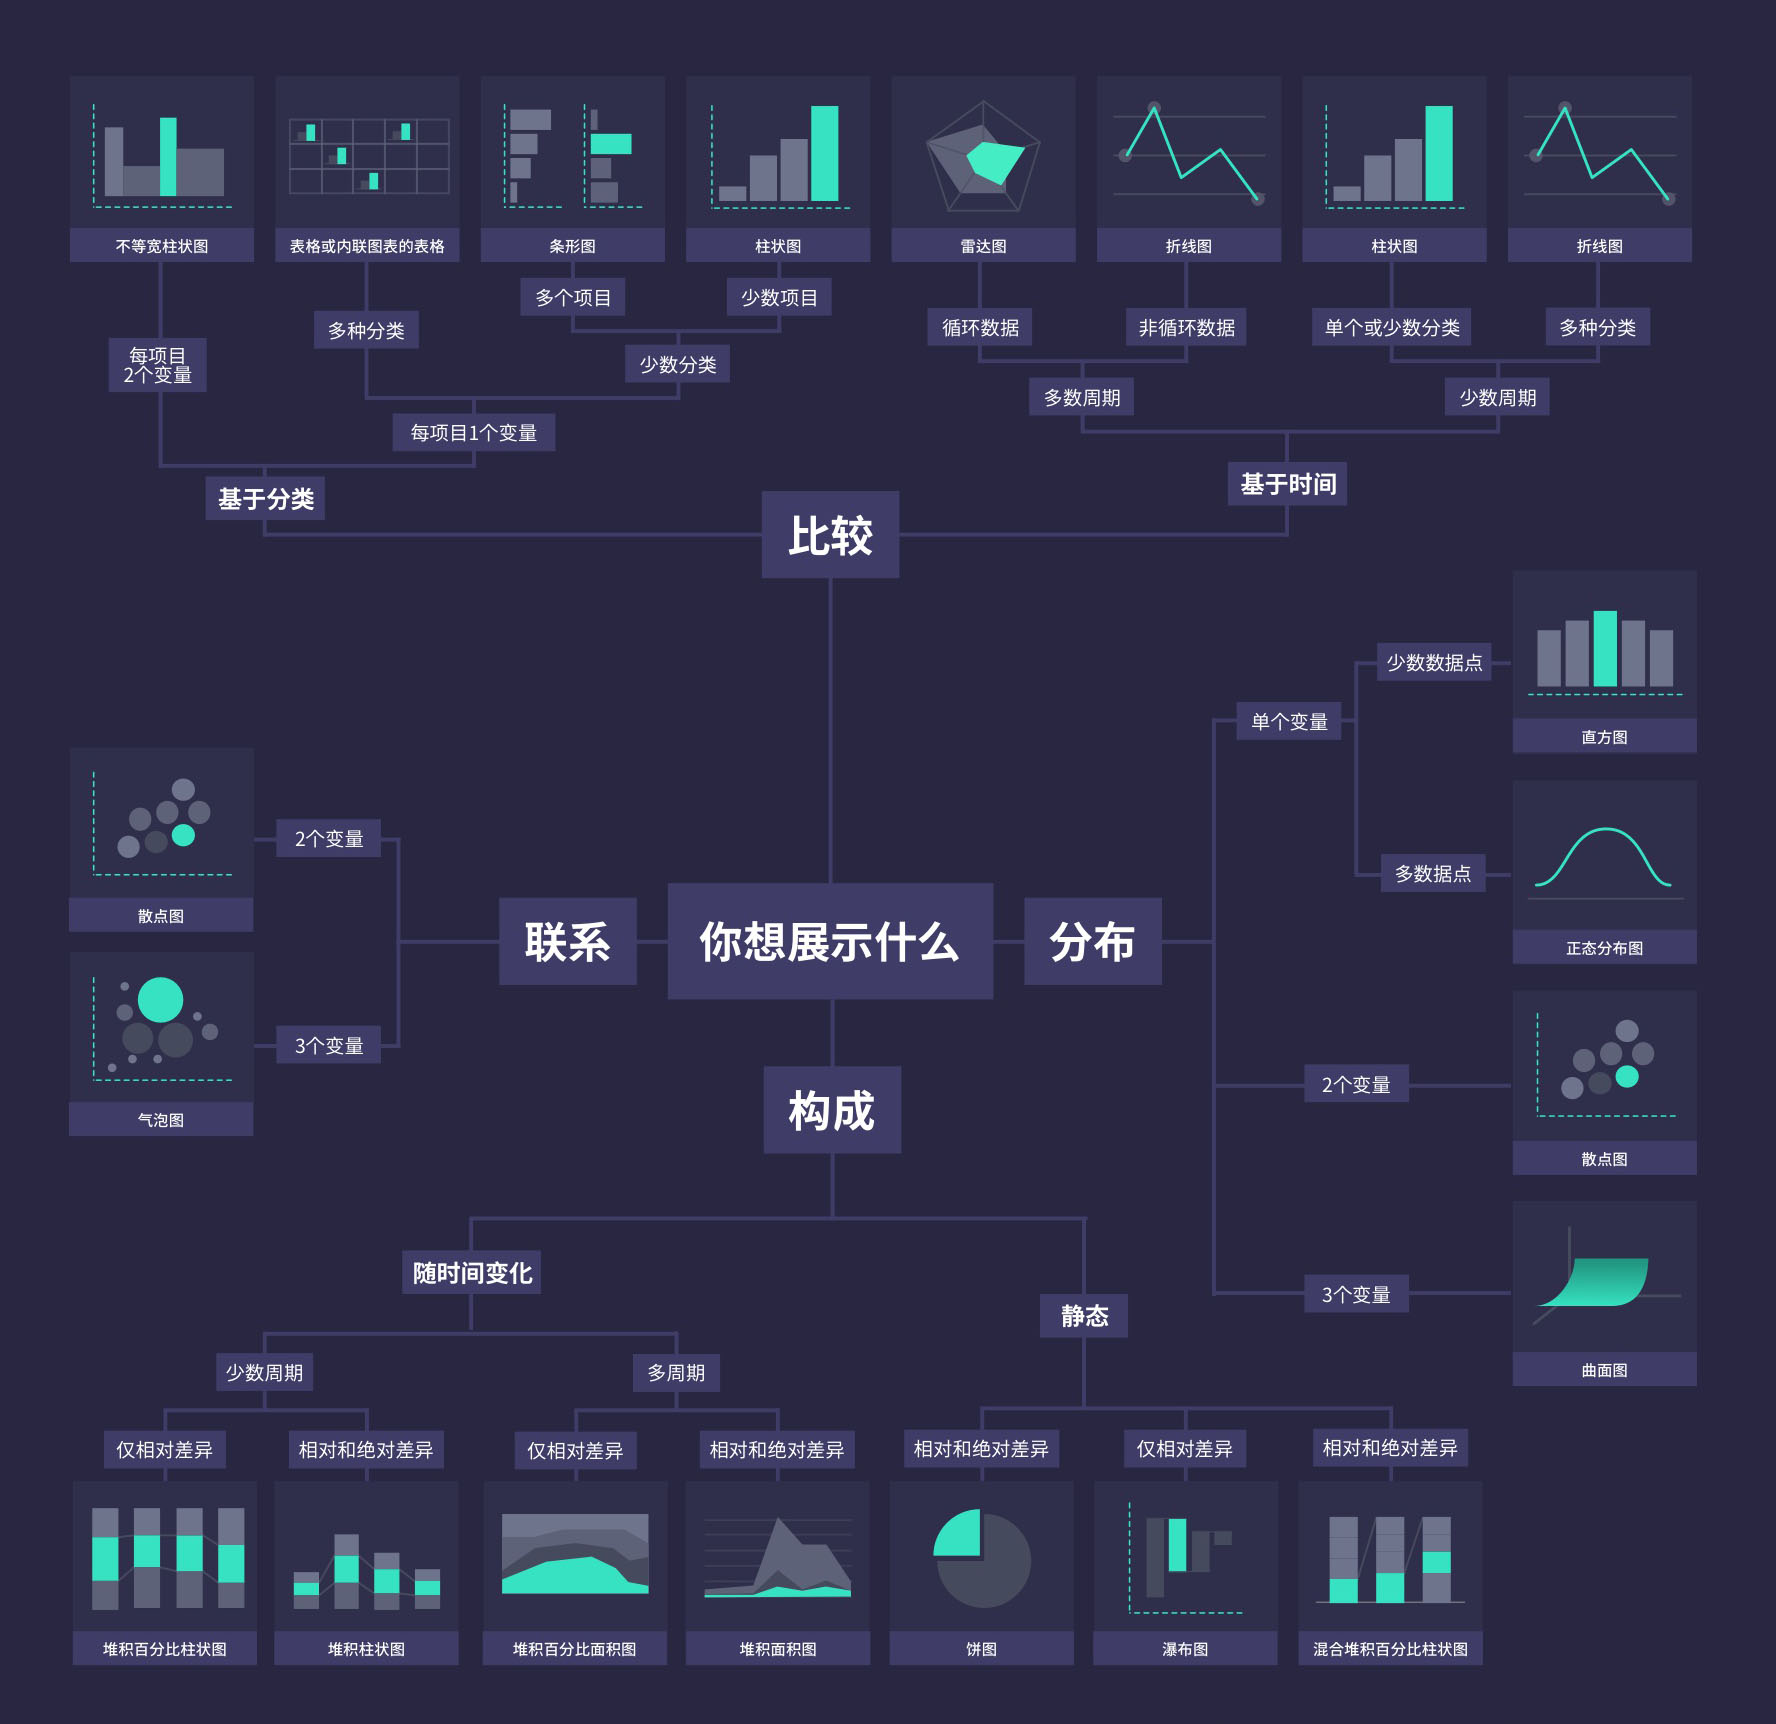 不等宽柱状图
表格或内联图表的表格
条形图
柱状图
雷达图
折线图
柱状图
折线图
多个项目
少数项目
多种分类
循环数据
非循环数据
单个或少数分类
多种分类
每项目
2个变量
少数分类
多数周期
少数周期
每项目1个变量
基于分类
基于时间
比较
少数数据点
单个变量
直方图
2个变量
多数据点
散点图
联系
你想展示什么
分布
正态分布图
3个变量
2个变量
气泡图
构成
散点图
随时间变化
3个变量
静态
少数周期
多周期
曲面图
仅相对差异
相对和绝对差异
仅相对差异
相对和绝对差异
相对和绝对差异
仅相对差异
相对和绝对差异
堆积百分比柱状图
堆积柱状图
堆积百分比面积图
堆积面积图
饼图
瀑布图
混合堆积百分比柱状图